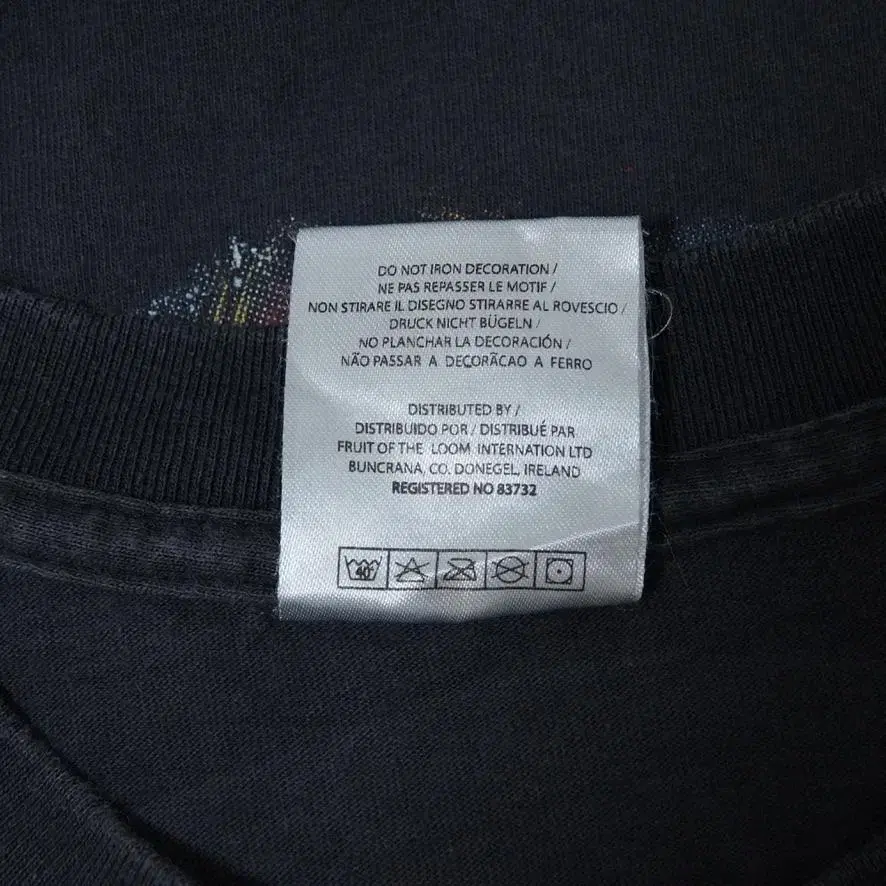 DO NOT IRON DECORATION /
NE PAS REPASSER LE MOTIF /
NON STIRARE IL DISEGNO STIRARRE AL ROVESCIO /
DRUCK NICHT BÜGELN /
NO PLANCHAR LA DECORACIÓN /
NÃO PASSAR A DECORÃCAO A FERRO
DISTRIBUTED BY /
DISTRIBUIDO POR / DISTRIBUÉ PAR
FRUIT OF THE LOOM INTERNATION LTD
BUNCRANA, CO. DONEGEL, IRELAND
REGISTERED NO 83732
40°